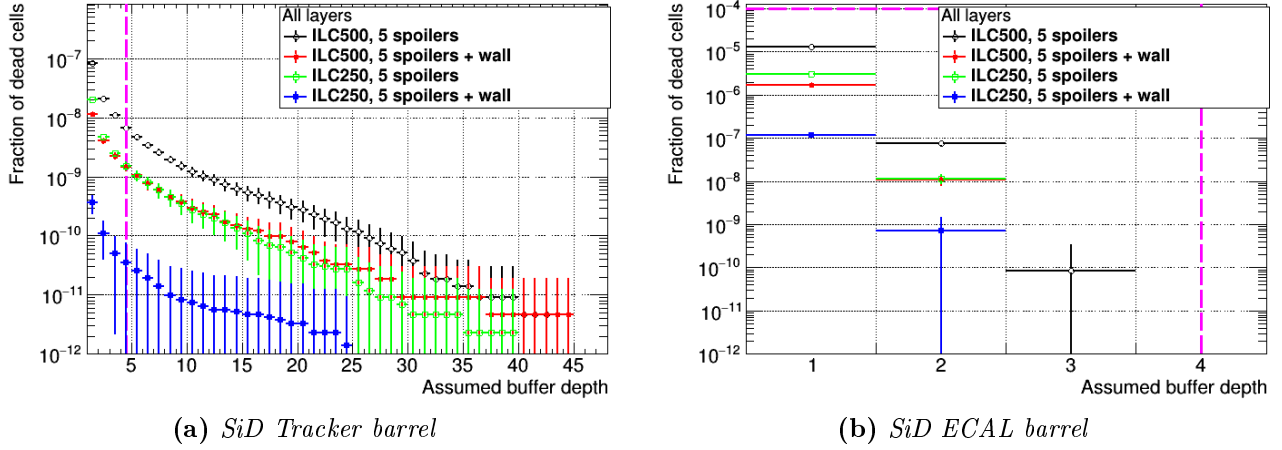 Fraction of dead cells
10⁻⁷
10⁻⁸
10⁻⁹
10⁻¹⁰
10⁻¹¹
10⁻¹²
All layers
ILC500, 5 spoilers
ILC500, 5 spoilers + wall
ILC250, 5 spoilers
ILC250, 5 spoilers + wall
5 10 15 20 25 30 35 40 45
Assumed buffer depth
(a) SiD Tracker barrel
Fraction of dead cells
10⁻⁴
10⁻⁵
10⁻⁶
10⁻⁷
10⁻⁸
10⁻⁹
10⁻¹⁰
10⁻¹¹
10⁻¹²
All layers
ILC500, 5 spoilers
ILC500, 5 spoilers + wall
ILC250, 5 spoilers
ILC250, 5 spoilers + wall
1 2 3 4
Assumed buffer depth
(b) SiD ECAL barrel